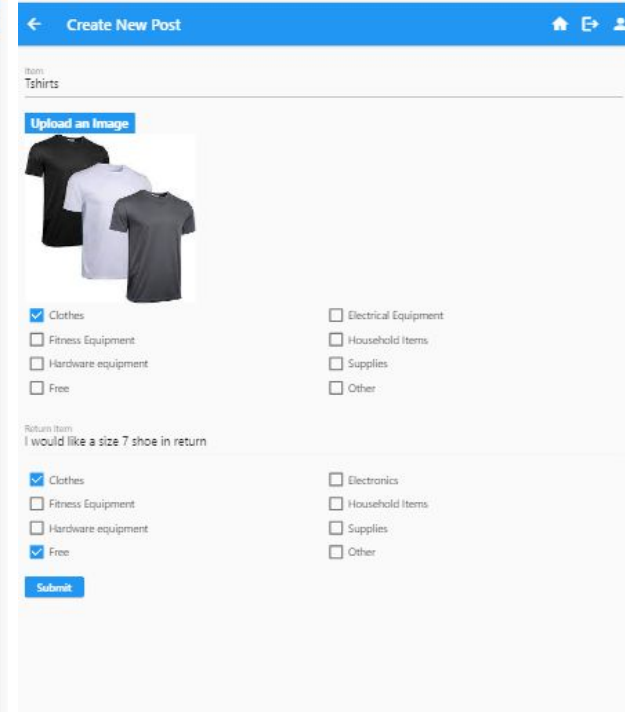 Create New Post
Item
Tshirts
Upload an Image
Clothes
Electrical Equipment
Fitness Equipment
Household Items
Hardware equipment
Supplies
Free
Other
Return Item
I would like a size 7 shoe in return
Clothes
Electronics
Fitness Equipment
Household Items
Hardware equipment
Supplies
Free
Other
Submit